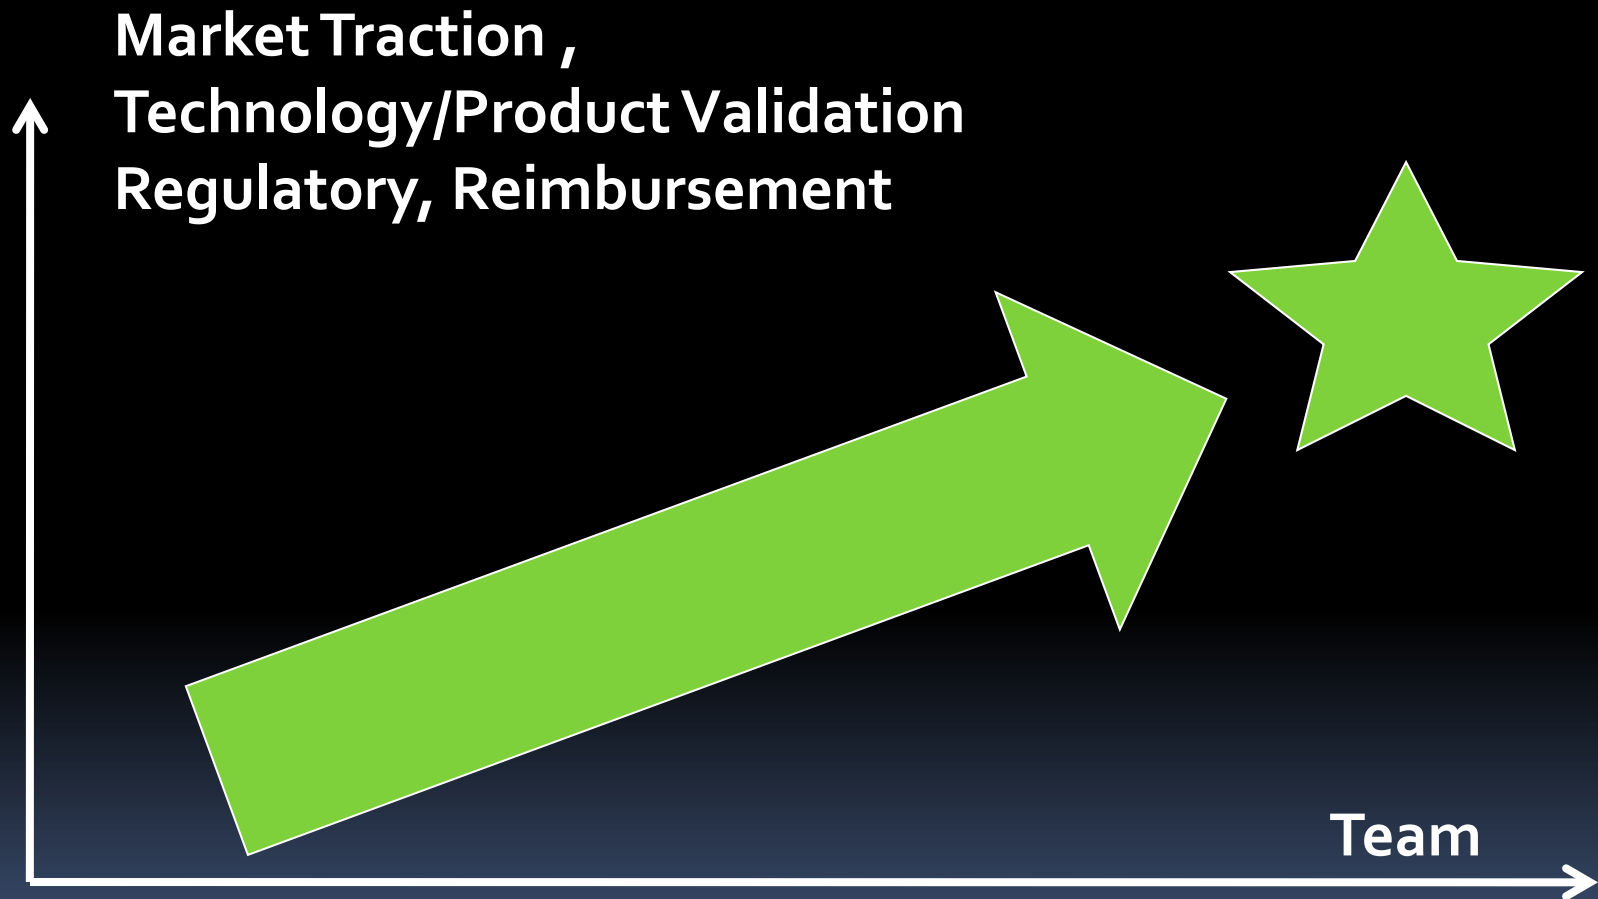 Market Traction ,
Technology/Product Validation
Regulatory, Reimbursement
Team